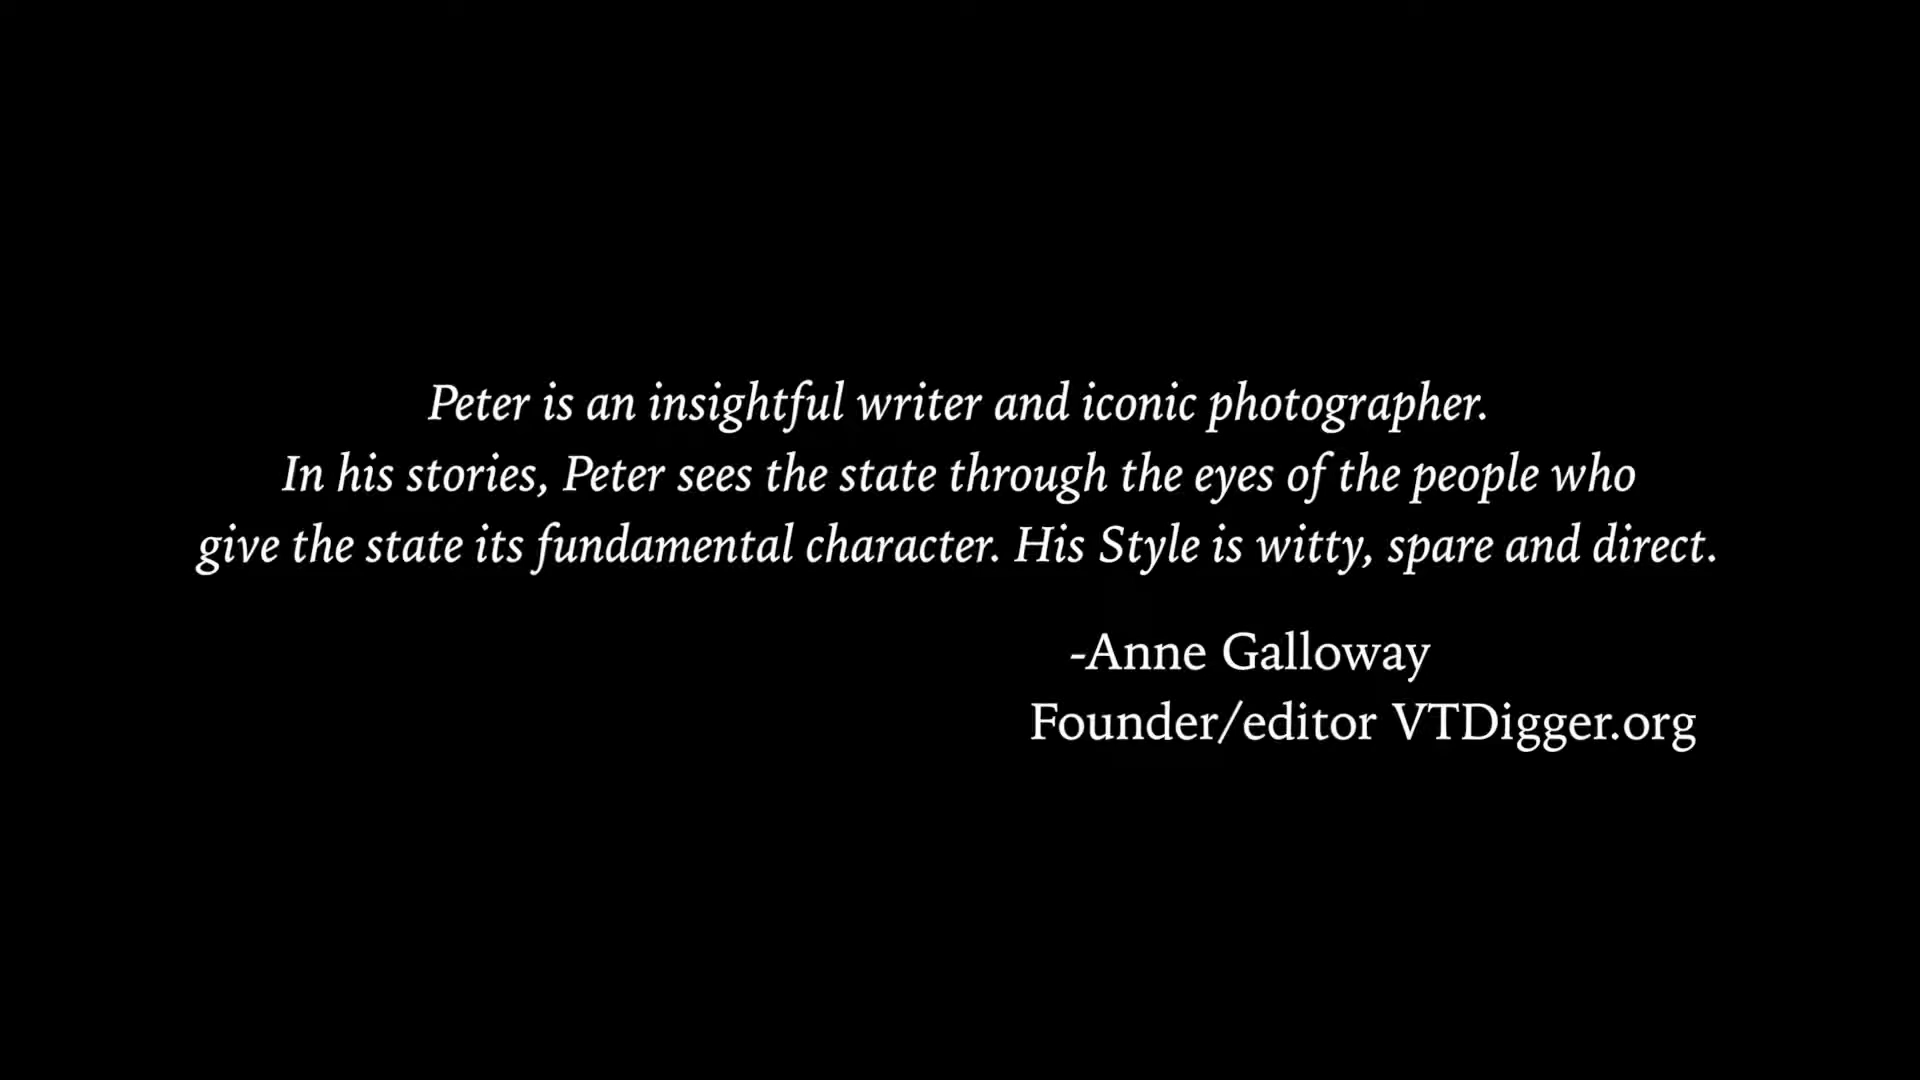 Peter is an insightful writer and iconic photographer.
In his stories, Peter sees the state through the eyes of the people who
give the state its fundamental character. His Style is witty, spare and direct.
-Anne Galloway
Founder/editor VTDigger.org